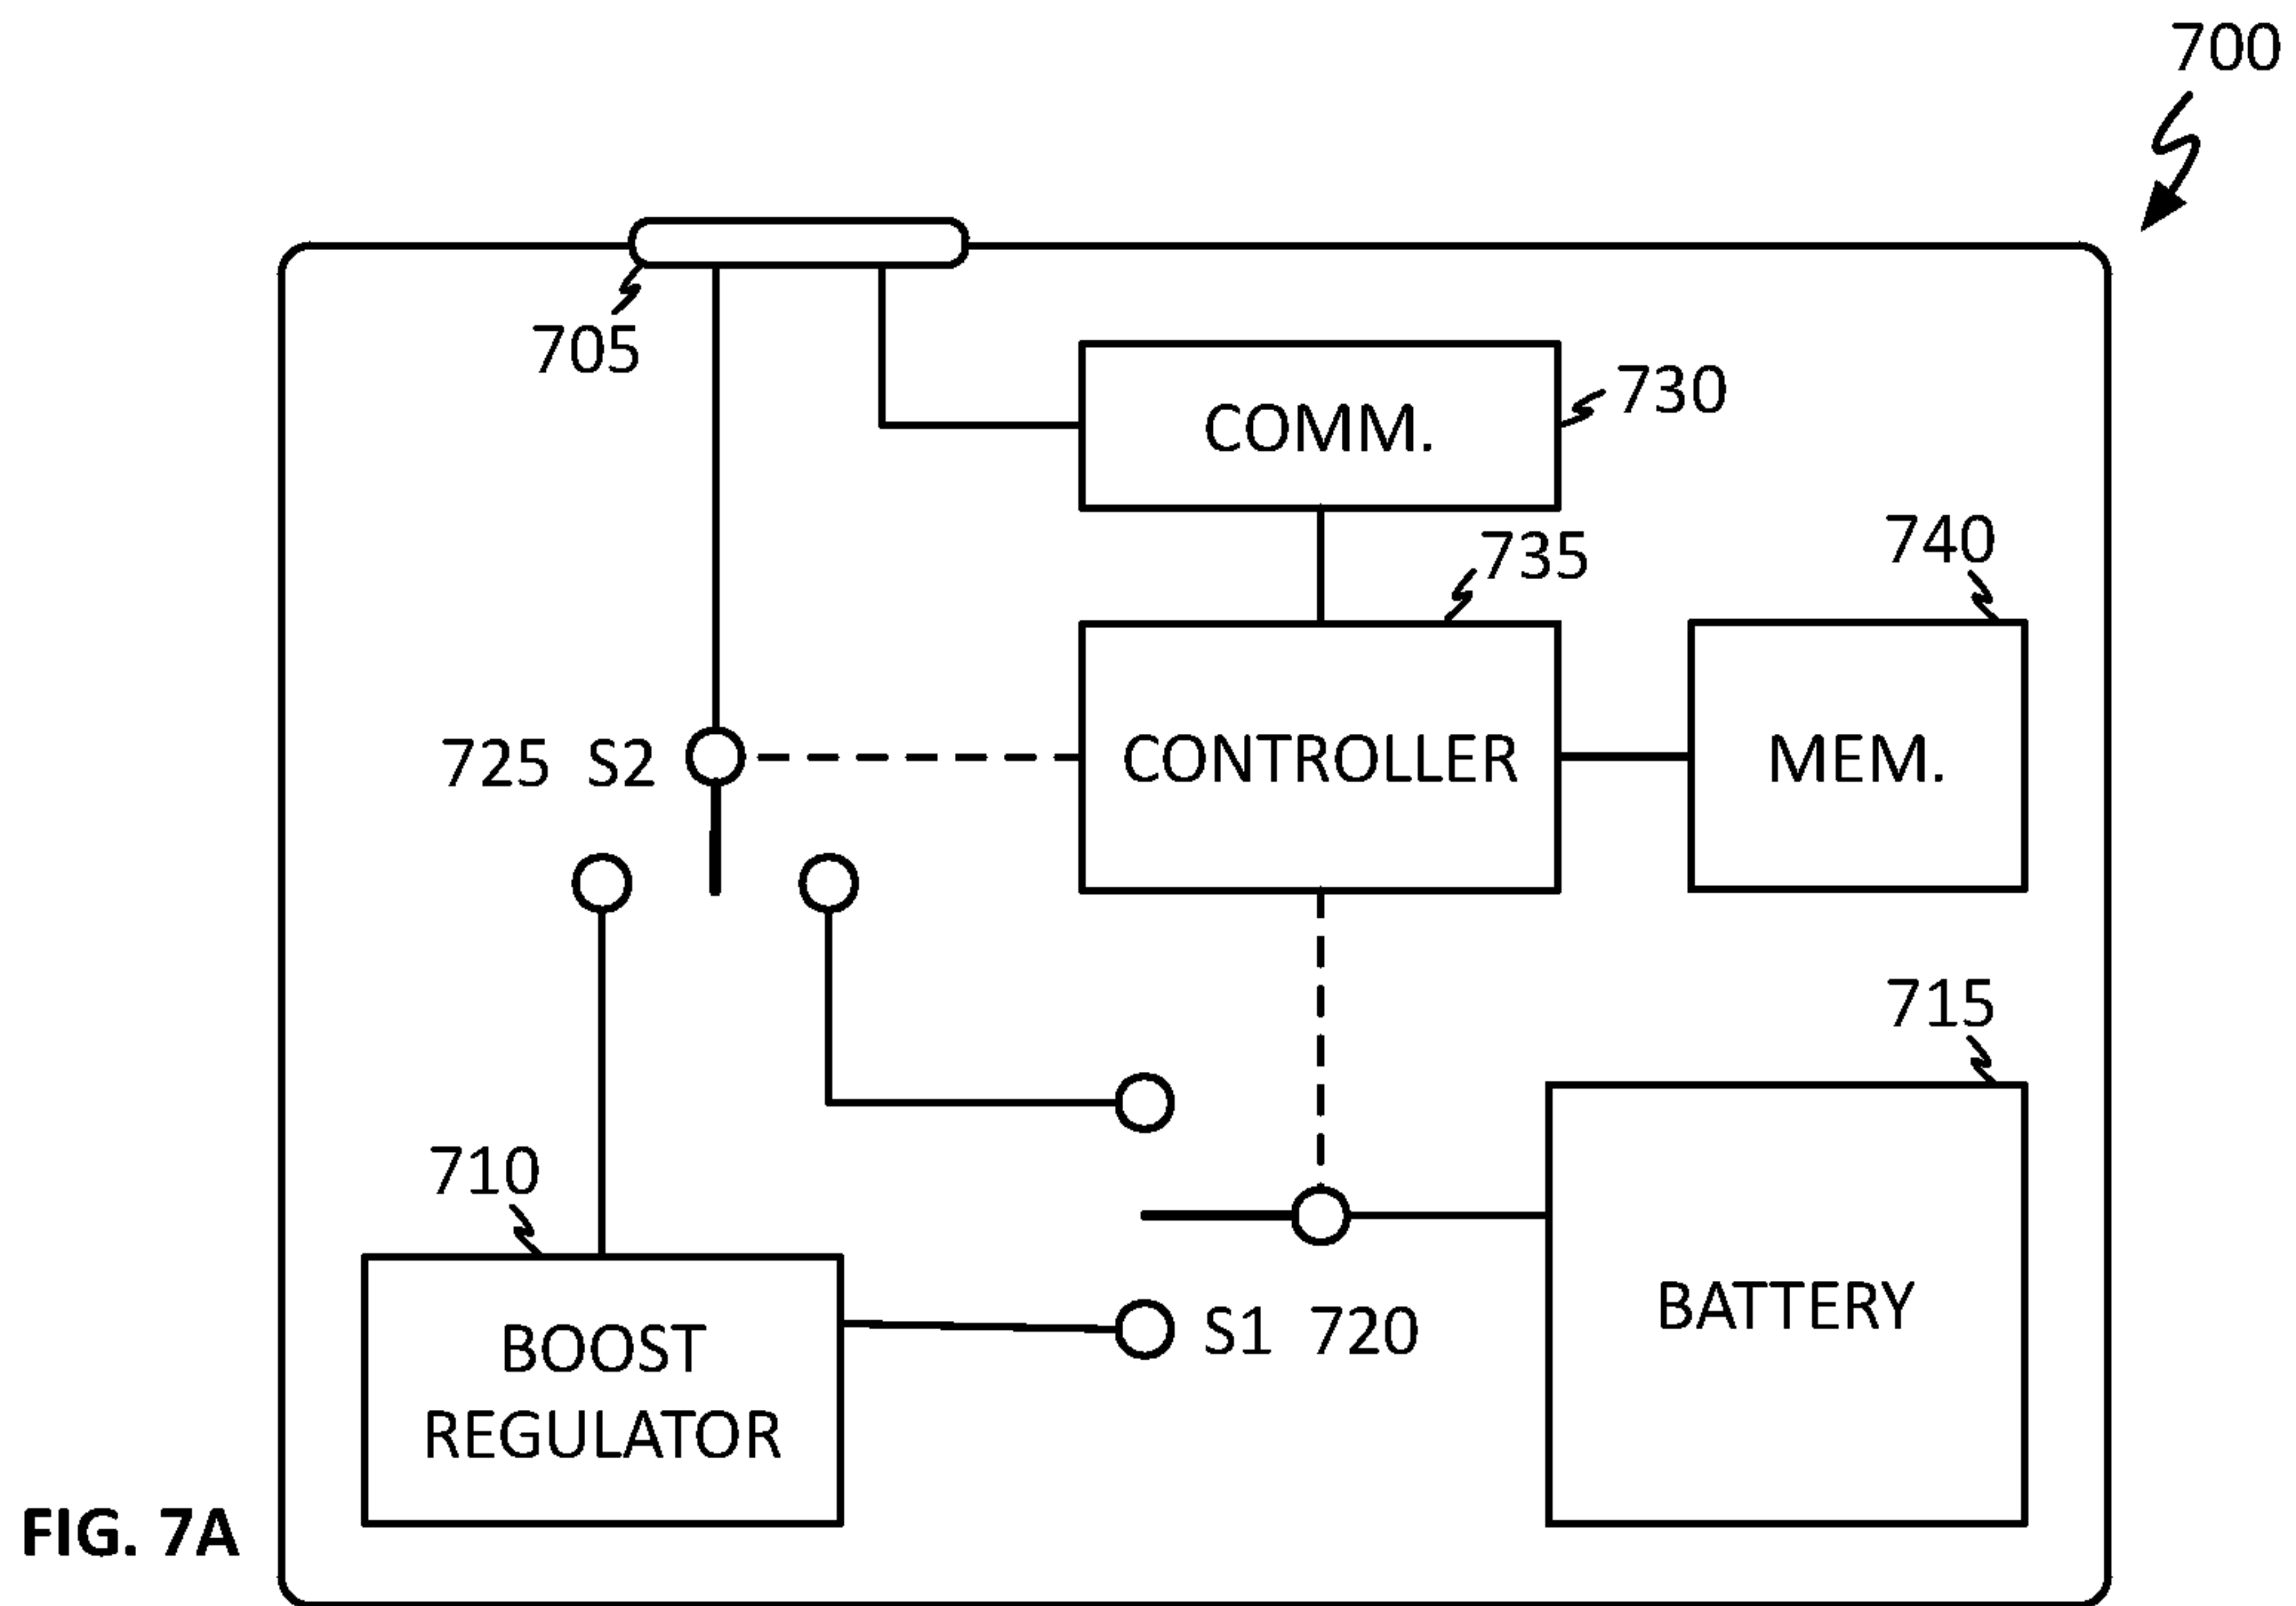 700
705
COMM.
730
735
740
725 S2
CONTROLLER
MEM.
715
710
BATTERY
S1 720
BOOST
REGULATOR
FIG. 7A